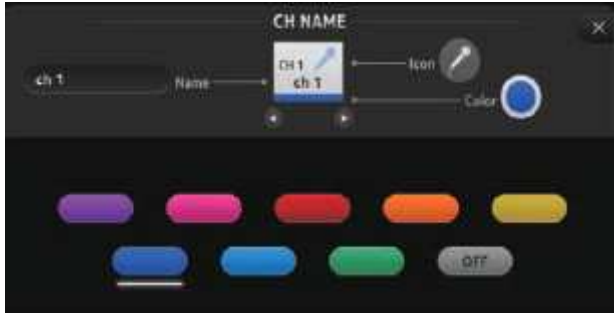 CH NAME
ch 1
Name
CH 1
ch 1
Icon
Color
OFF